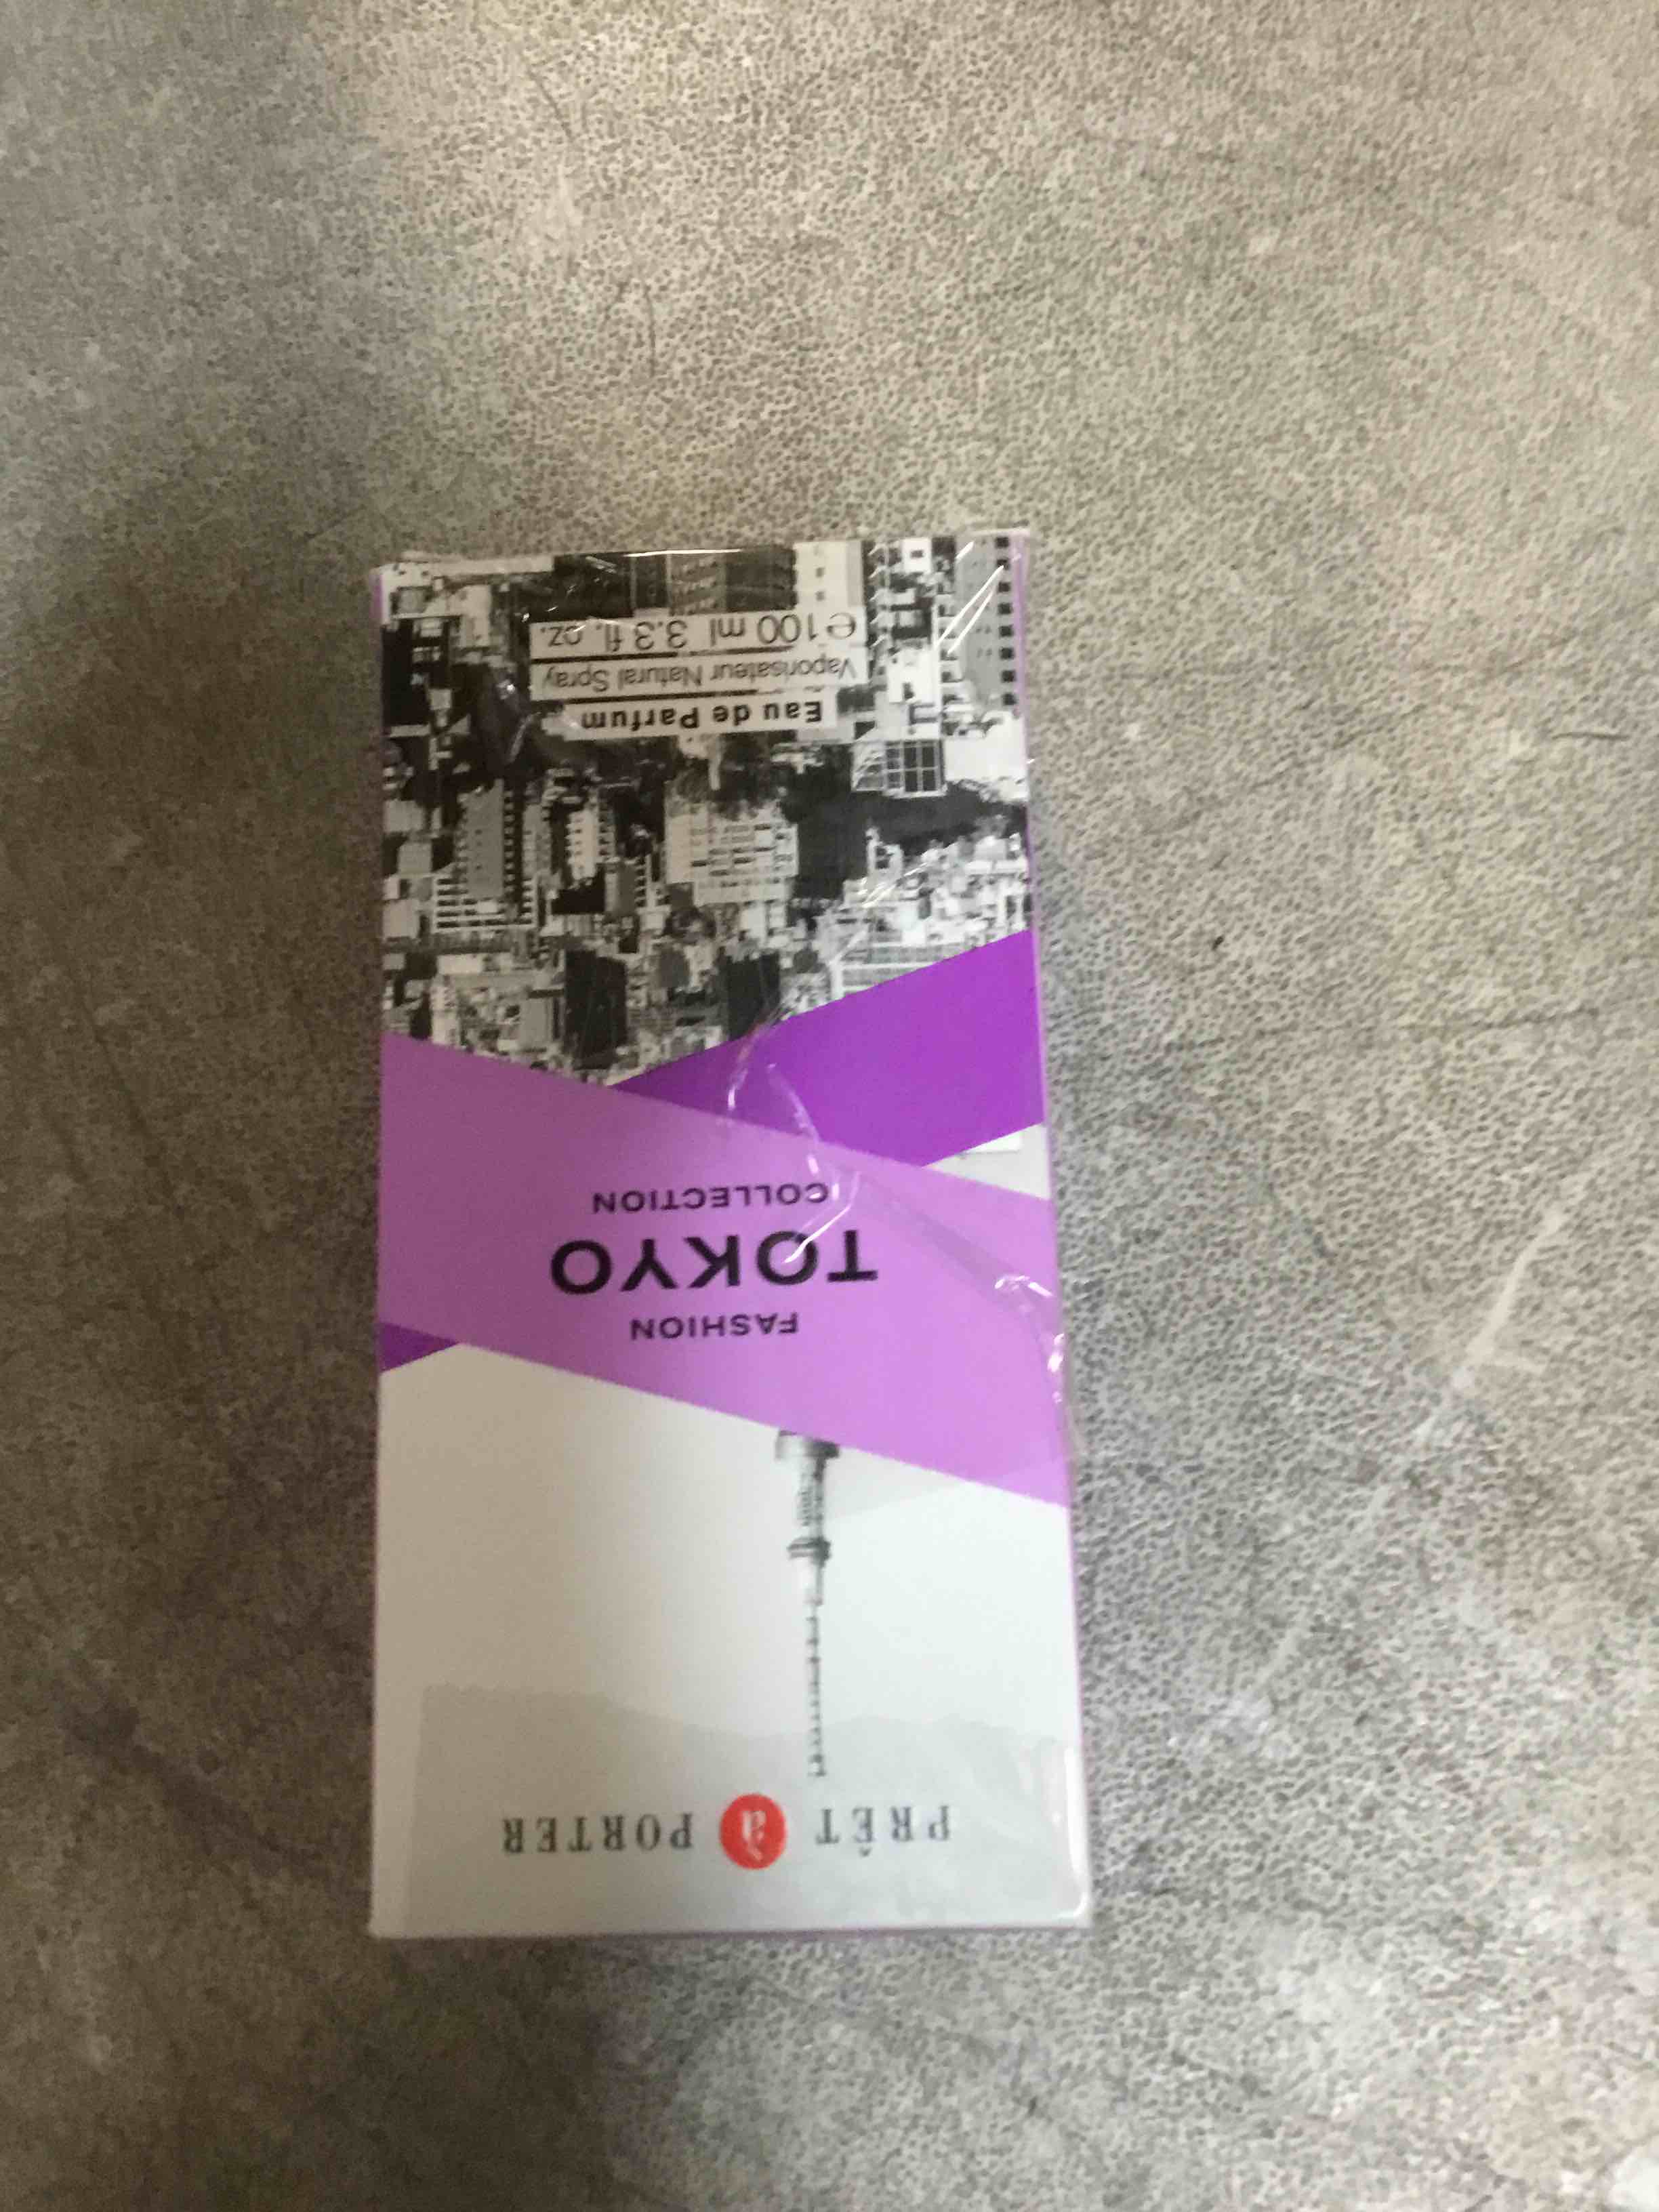 PRÊT à PORTER
FASHION
TOKYO
COLLECTION
Eau de Parfum
Vaporisateur Natural Spray
℮100 ml 3.3 fl. oz.